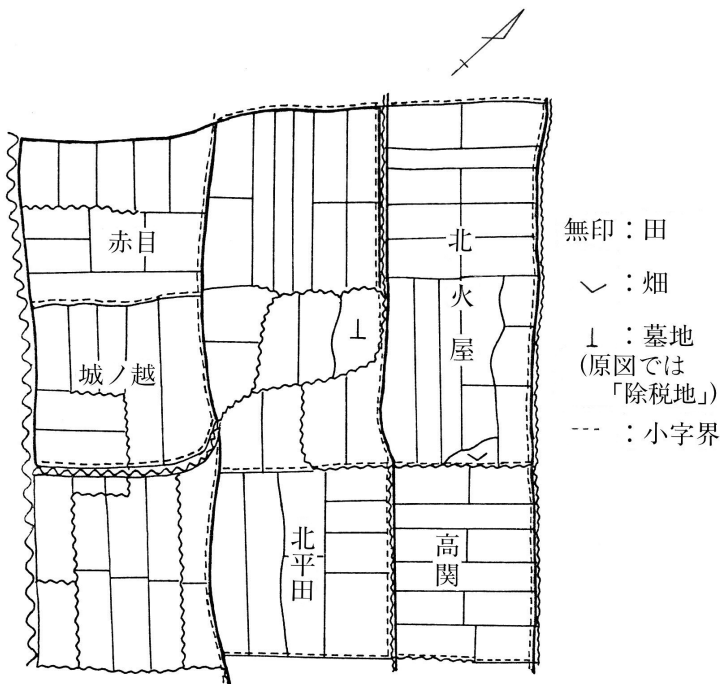 赤目
城ノ越
北火屋
北平田
高関
無印：田
∨：畑
⊥：墓地
(原図では
「除税地」)
---：小字界